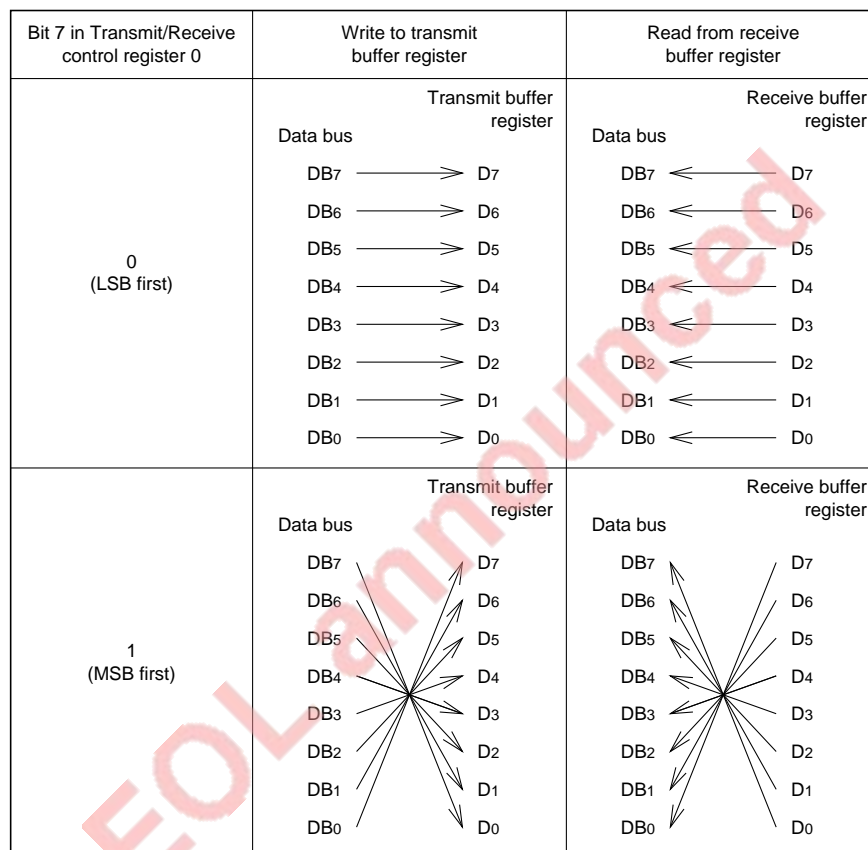 Bit 7 in Transmit/Receive
control register 0
Write to transmit
buffer register
Read from receive
buffer register
0
(LSB first)
Transmit buffer
register
Data bus
DB7 D7
DB6 D6
DB5 D5
DB4 D4
DB3 D3
DB2 D2
DB1 D1
DB0 D0
Receive buffer
register
Data bus
DB7 D7
DB6 D6
DB5 D5
DB4 D4
DB3 D3
DB2 D2
DB1 D1
DB0 D0
1
(MSB first)
Transmit buffer
register
Data bus
DB7 D7
DB6 D6
DB5 D5
DB4 D4
DB3 D3
DB2 D2
DB1 D1
DB0 D0
Receive buffer
register
Data bus
DB7 D7
DB6 D6
DB5 D5
DB4 D4
DB3 D3
DB2 D2
DB1 D1
DB0 D0
EOL announced